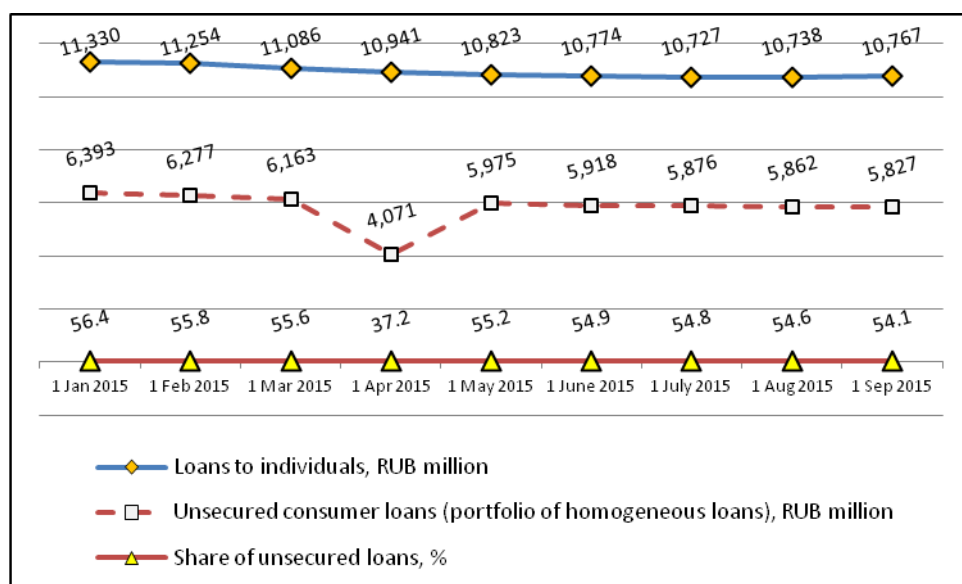 11,330 11,254 11,086 10,941 10,823 10,774 10,727 10,738 10,767
6,393 6,277 6,163 4,071 5,975 5,918 5,876 5,862 5,827
56.4 55.8 55.6 37.2 55.2 54.9 54.8 54.6 54.1
1 Jan 2015 1 Feb 2015 1 Mar 2015 1 Apr 2015 1 May 2015 1 June 2015 1 July 2015 1 Aug 2015 1 Sep 2015
Loans to individuals, RUB million
Unsecured consumer loans (portfolio of homogeneous loans), RUB million
Share of unsecured loans, %